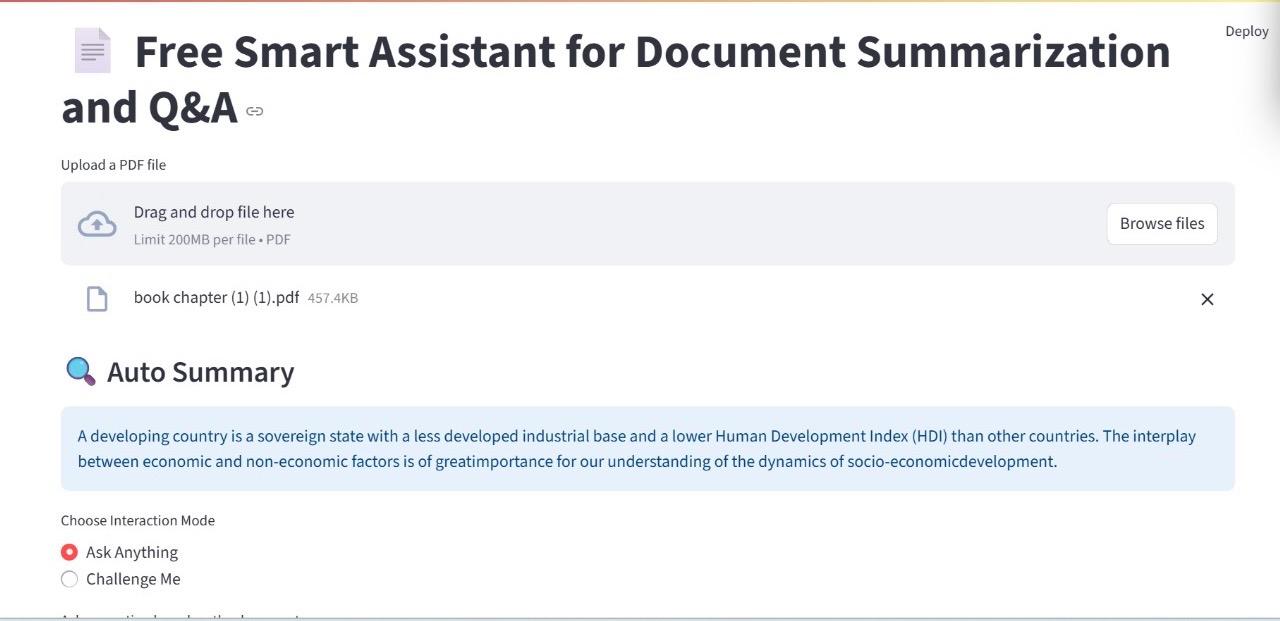 Deploy
Free Smart Assistant for Document Summarization
and Q&A
Upload a PDF file
Drag and drop file here
Limit 200MB per file • PDF
Browse files
book chapter (1) (1).pdf 457.4KB
Auto Summary
A developing country is a sovereign state with a less developed industrial base and a lower Human Development Index (HDI) than other countries. The interplay
between economic and non-economic factors is of greatimportance for our understanding of the dynamics of socio-economicdevelopment.
Choose Interaction Mode
Ask Anything
Challenge Me